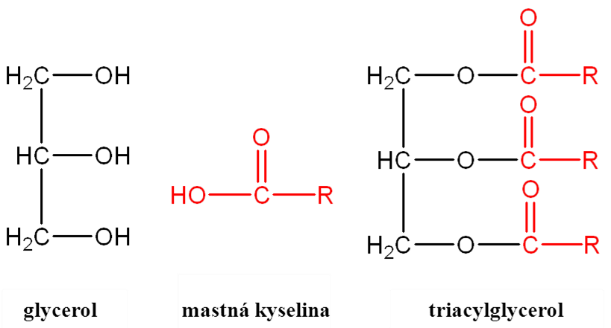 H₂C—OH
HC—OH
H₂C—OH
glycerol
O
HO—C—R
mastná kyselina
O
H₂C—O—C—R
O
HC—O—C—R
O
H₂C—O—C—R
triacylglycerol